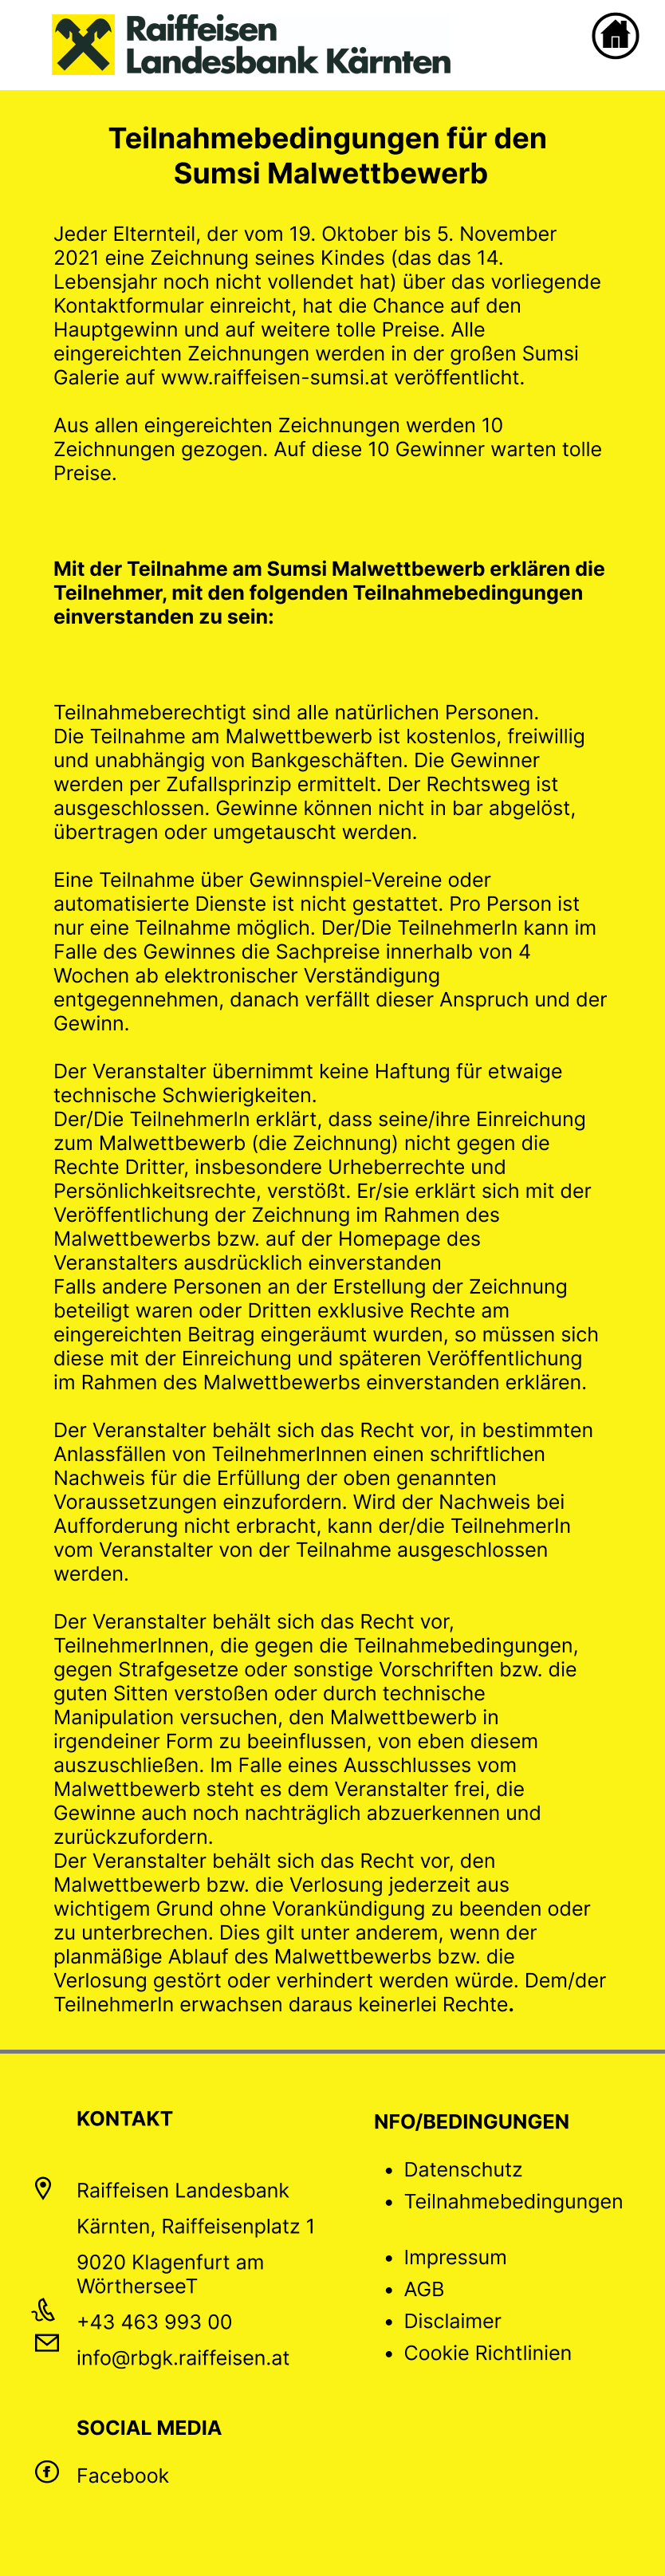 Raiffeisen
Landesbank Kärnten
Teilnahmebedingungen für den
Sumsi Malwettbewerb
Jeder Elternteil, der vom 19. Oktober bis 5. November
2021 eine Zeichnung seines Kindes (das das 14.
Lebensjahr noch nicht vollendet hat) über das vorliegende
Kontaktformular einreicht, hat die Chance auf den
Hauptgewinn und auf weitere tolle Preise. Alle
eingereichten Zeichnungen werden in der großen Sumsi
Galerie auf www.raiffeisen-sumsi.at veröffentlicht.
Aus allen eingereichten Zeichnungen werden 10
Zeichnungen gezogen. Auf diese 10 Gewinner warten tolle
Preise.
Mit der Teilnahme am Sumsi Malwettbewerb erklären die
Teilnehmer, mit den folgenden Teilnahmebedingungen
einverstanden zu sein:
Teilnahmeberechtigt sind alle natürlichen Personen.
Die Teilnahme am Malwettbewerb ist kostenlos, freiwillig
und unabhängig von Bankgeschäften. Die Gewinner
werden per Zufallsprinzip ermittelt. Der Rechtsweg ist
ausgeschlossen. Gewinne können nicht in bar abgelöst,
übertragen oder umgetauscht werden.
Eine Teilnahme über Gewinnspiel-Vereine oder
automatisierte Dienste ist nicht gestattet. Pro Person ist
nur eine Teilnahme möglich. Der/Die TeilnehmerIn kann im
Falle des Gewinnes die Sachpreise innerhalb von 4
Wochen ab elektronischer Verständigung
entgegennehmen, danach verfällt dieser Anspruch und der
Gewinn.
Der Veranstalter übernimmt keine Haftung für etwaige
technische Schwierigkeiten.
Der/Die TeilnehmerIn erklärt, dass seine/ihre Einreichung
zum Malwettbewerb (die Zeichnung) nicht gegen die
Rechte Dritter, insbesondere Urheberrechte und
Persönlichkeitsrechte, verstößt. Er/sie erklärt sich mit der
Veröffentlichung der Zeichnung im Rahmen des
Malwettbewerbs bzw. auf der Homepage des
Veranstalters ausdrücklich einverstanden
Falls andere Personen an der Erstellung der Zeichnung
beteiligt waren oder Dritten exklusive Rechte am
eingereichten Beitrag eingeräumt wurden, so müssen sich
diese mit der Einreichung und späteren Veröffentlichung
im Rahmen des Malwettbewerbs einverstanden erklären.
Der Veranstalter behält sich das Recht vor, in bestimmten
Anlassfällen von TeilnehmerInnen einen schriftlichen
Nachweis für die Erfüllung der oben genannten
Voraussetzungen einzufordern. Wird der Nachweis bei
Aufforderung nicht erbracht, kann der/die TeilnehmerIn
vom Veranstalter von der Teilnahme ausgeschlossen
werden.
Der Veranstalter behält sich das Recht vor,
TeilnehmerInnen, die gegen die Teilnahmebedingungen,
gegen Strafgesetze oder sonstige Vorschriften bzw. die
guten Sitten verstoßen oder durch technische
Manipulation versuchen, den Malwettbewerb in
irgendeiner Form zu beeinflussen, von eben diesem
auszuschließen. Im Falle eines Ausschlusses vom
Malwettbewerb steht es dem Veranstalter frei, die
Gewinne auch noch nachträglich abzuerkennen und
zurückzufordern.
Der Veranstalter behält sich das Recht vor, den
Malwettbewerb bzw. die Verlosung jederzeit aus
wichtigem Grund ohne Vorankündigung zu beenden oder
zu unterbrechen. Dies gilt unter anderem, wenn der
planmäßige Ablauf des Malwettbewerbs bzw. die
Verlosung gestört oder verhindert werden würde. Dem/der
TeilnehmerIn erwachsen daraus keinerlei Rechte.
KONTAKT
Raiffeisen Landesbank
Kärnten, Raiffeisenplatz 1
9020 Klagenfurt am
WörtherseeT
+43 463 993 00
info@rbgk.raiffeisen.at
SOCIAL MEDIA
Facebook
NFO/BEDINGUNGEN
• Datenschutz
• Teilnahmebedingungen
• Impressum
• AGB
• Disclaimer
• Cookie Richtlinien